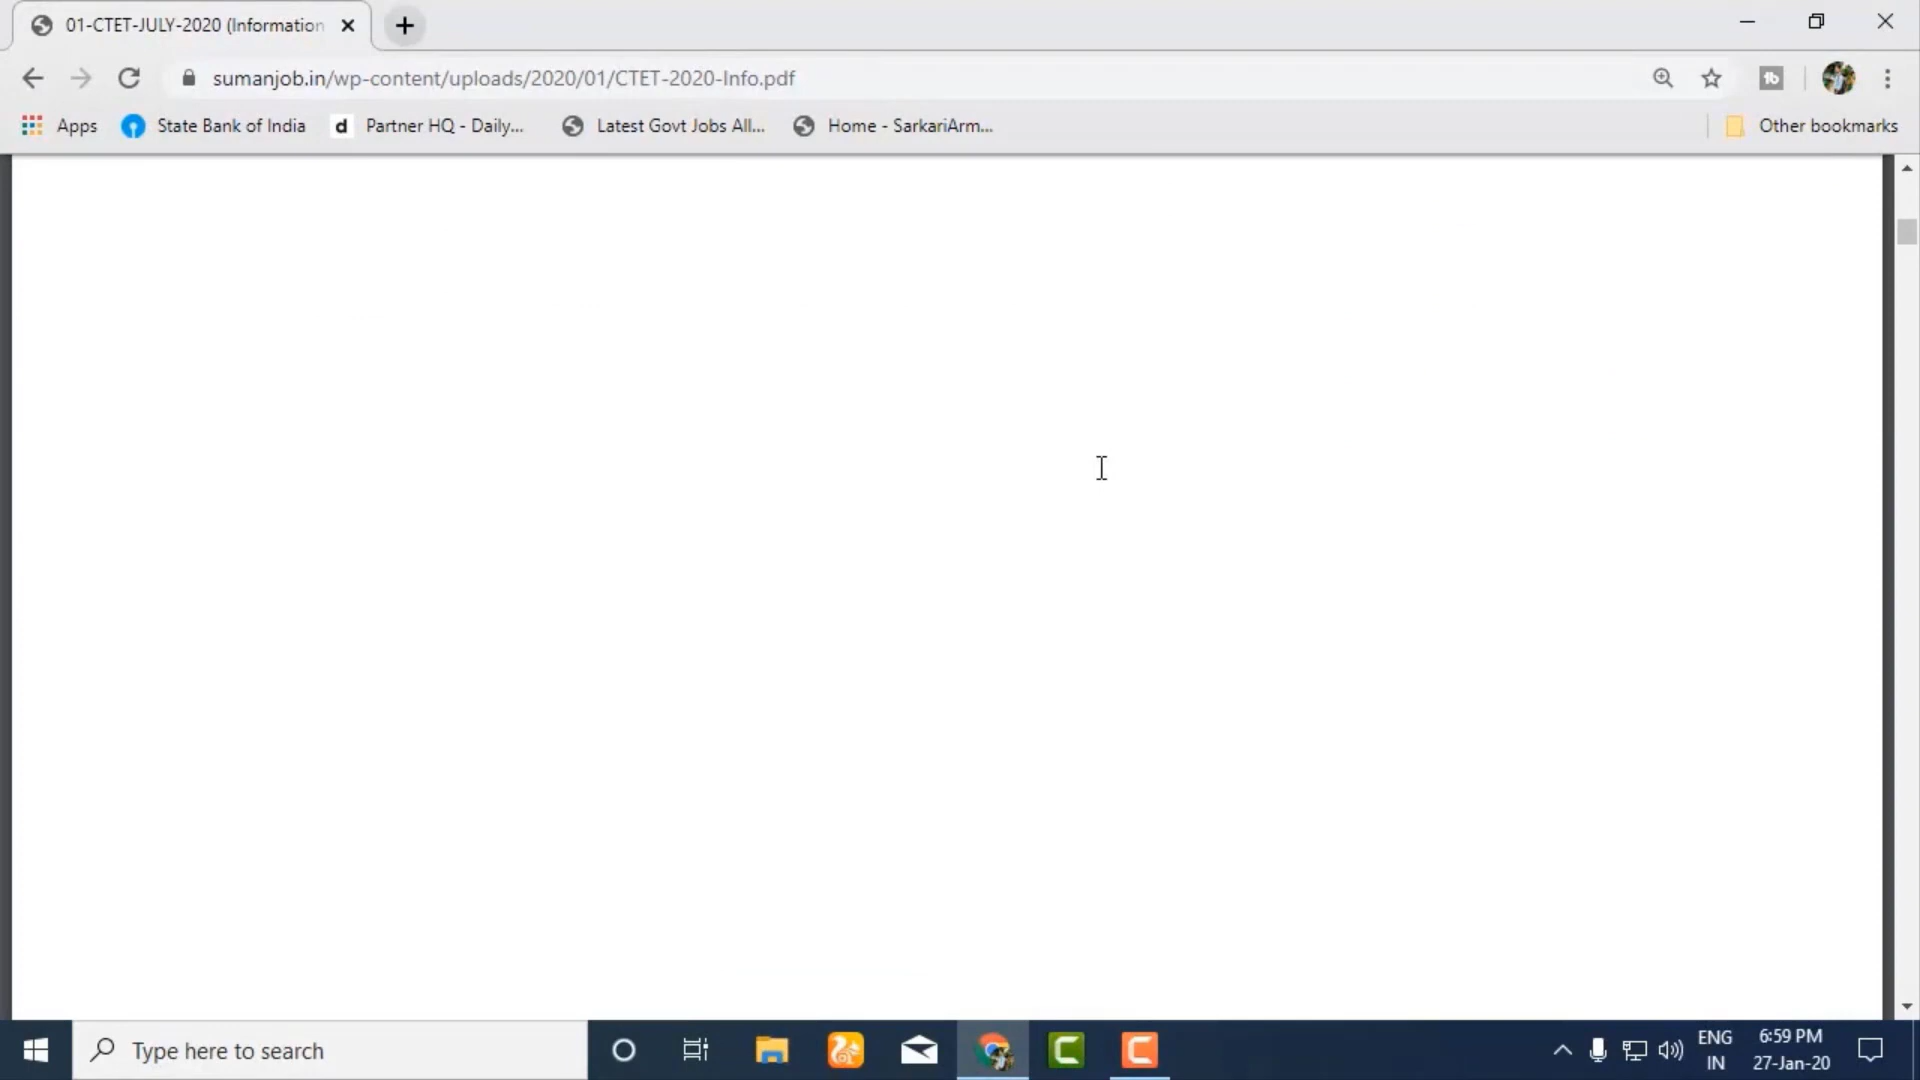 01-CTET-JULY-2020 (Information
sumanjob.in/wp-content/uploads/2020/01/CTET-2020-Info.pdf
Apps State Bank of India d Partner HQ - Daily... Latest Govt Jobs All... Home - SarkariArm... Other bookmarks
Type here to search
ENG 6:59 PM
IN 27-Jan-20